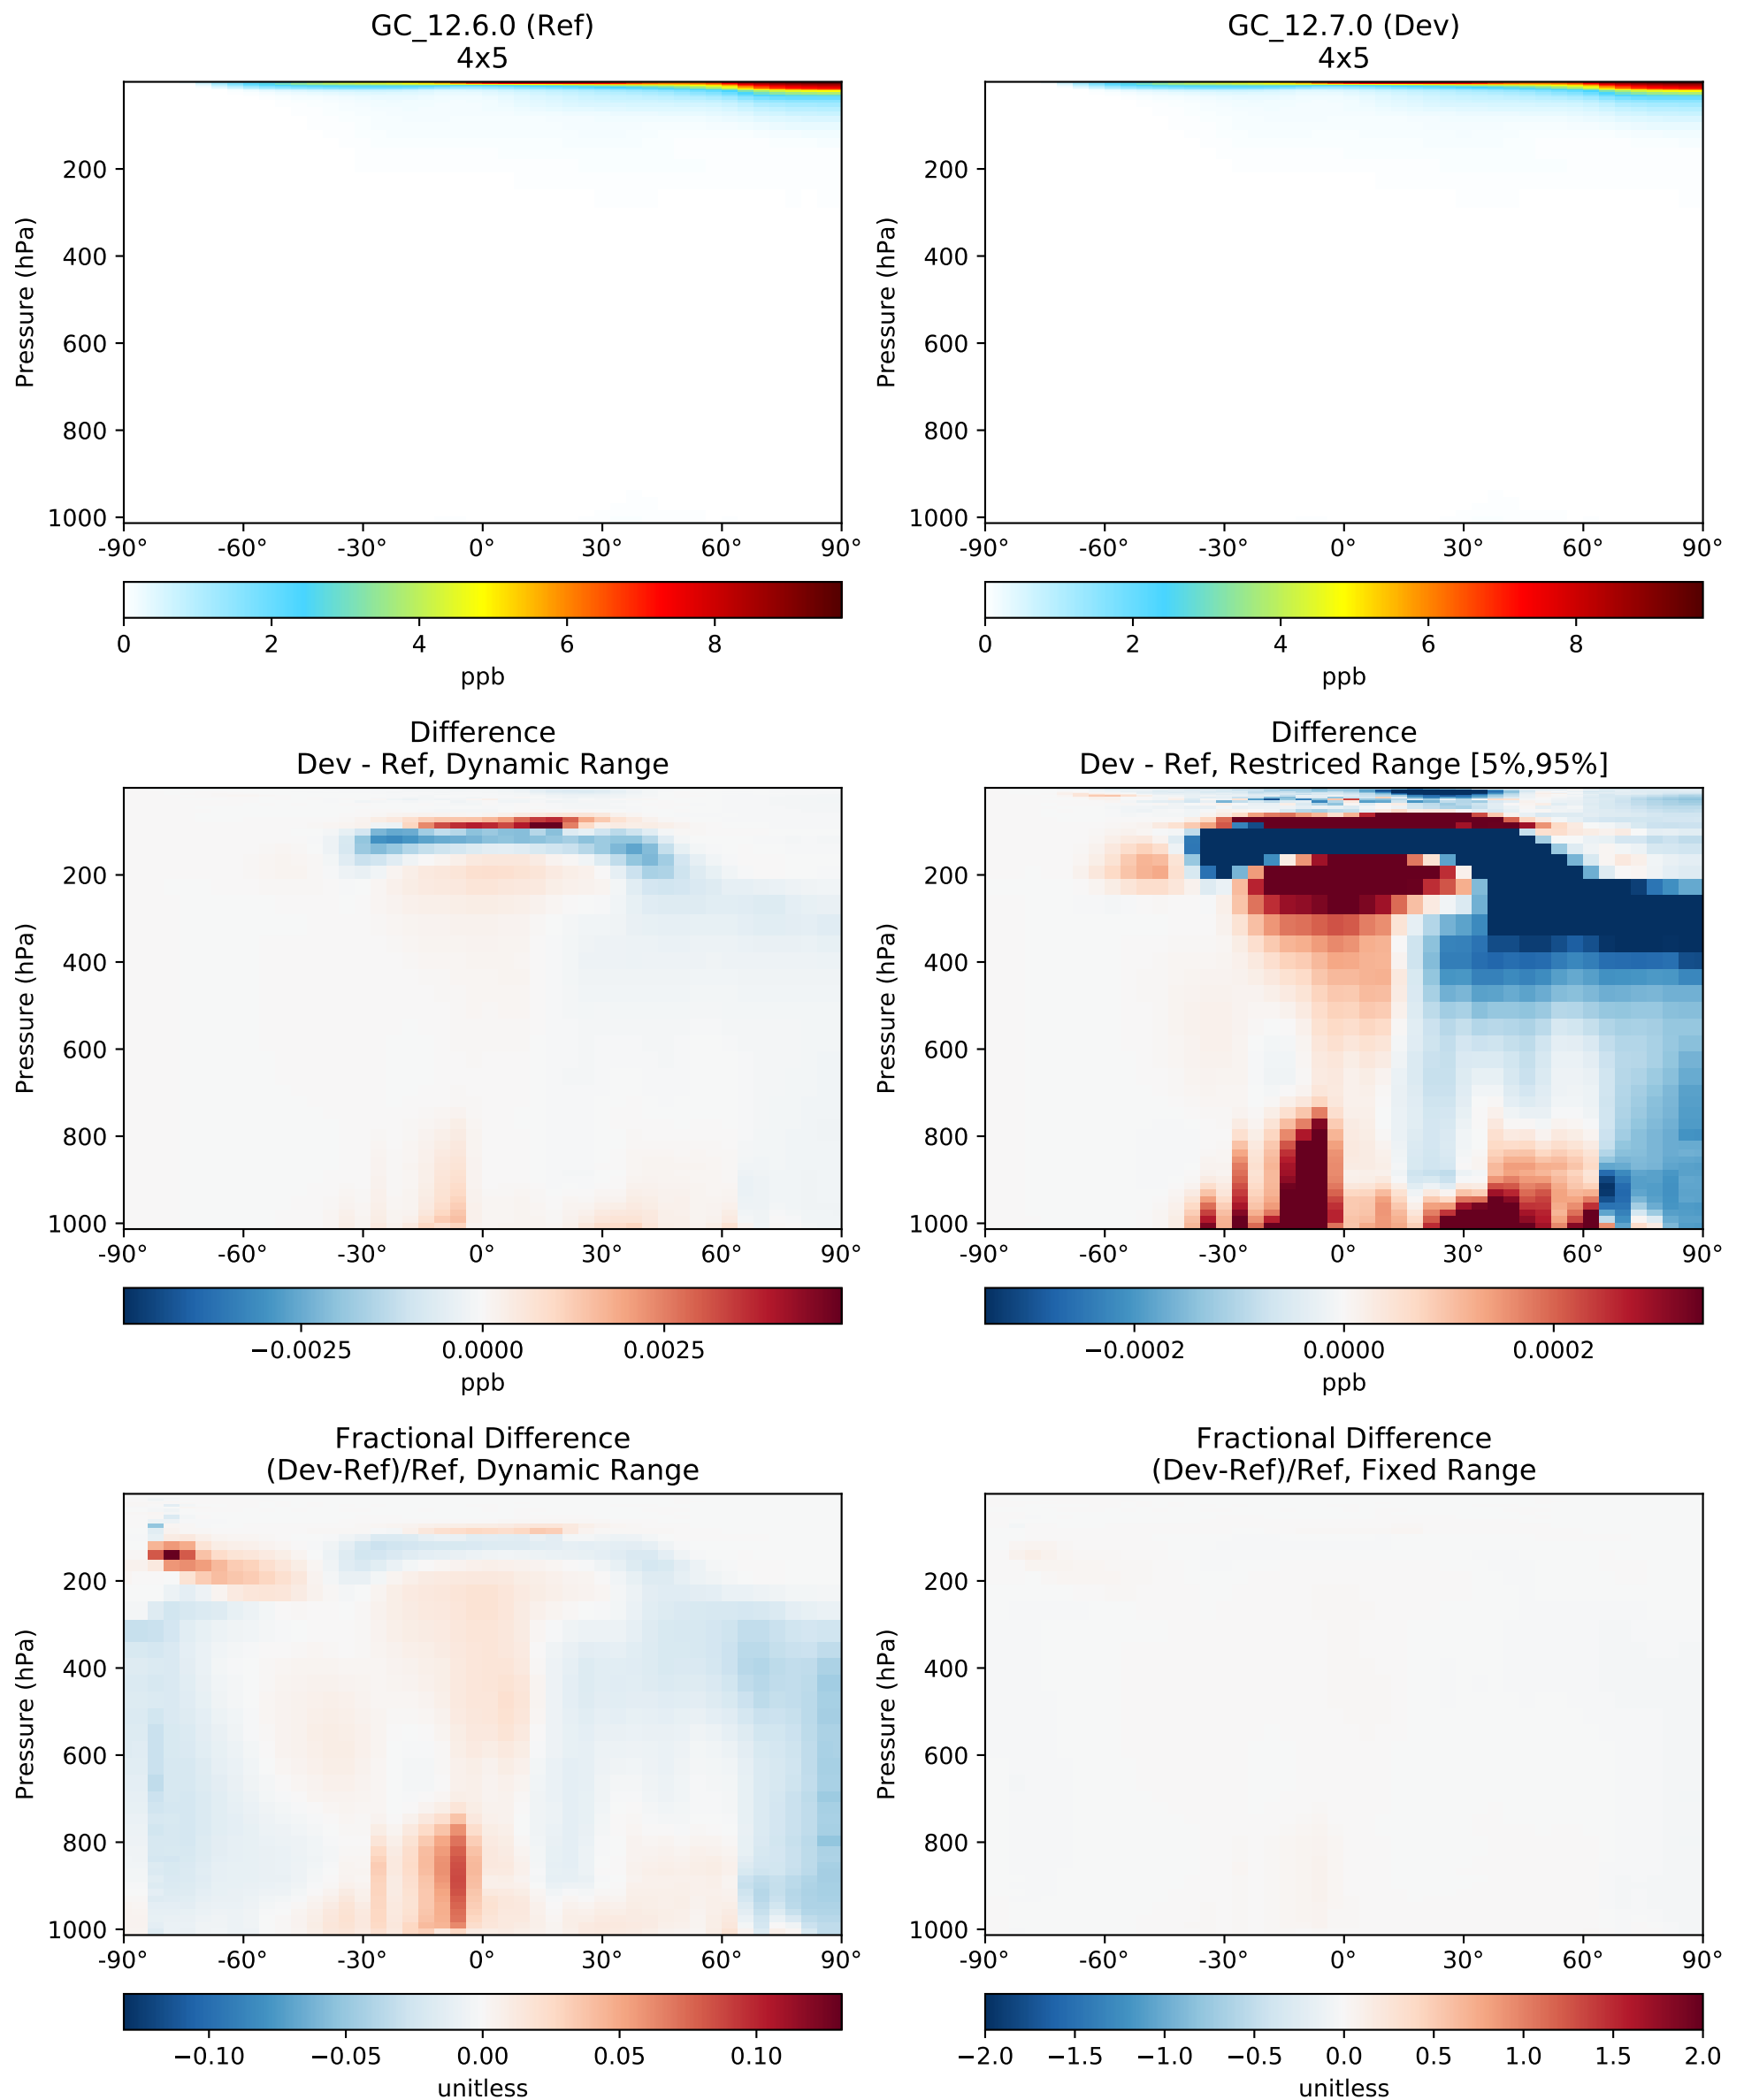 GC_12.6.0 (Ref)
4x5
GC_12.7.0 (Dev)
4x5
Pressure (hPa)
200
400
600
800
1000
-90° -60° -30° 0° 30° 60° 90°
0 2 4 6 8
ppb
Pressure (hPa)
200
400
600
800
1000
-90° -60° -30° 0° 30° 60° 90°
0 2 4 6 8
ppb
Difference
Dev - Ref, Dynamic Range
Pressure (hPa)
200
400
600
800
1000
-90° -60° -30° 0° 30° 60° 90°
−0.0025 0.0000 0.0025
ppb
Difference
Dev - Ref, Restriced Range [5%,95%]
Pressure (hPa)
200
400
600
800
1000
-90° -60° -30° 0° 30° 60° 90°
−0.0002 0.0000 0.0002
ppb
Fractional Difference
(Dev-Ref)/Ref, Dynamic Range
Pressure (hPa)
200
400
600
800
1000
-90° -60° -30° 0° 30° 60° 90°
−0.10 −0.05 0.00 0.05 0.10
unitless
Fractional Difference
(Dev-Ref)/Ref, Fixed Range
Pressure (hPa)
200
400
600
800
1000
-90° -60° -30° 0° 30° 60° 90°
−2.0 −1.5 −1.0 −0.5 0.0 0.5 1.0 1.5 2.0
unitless